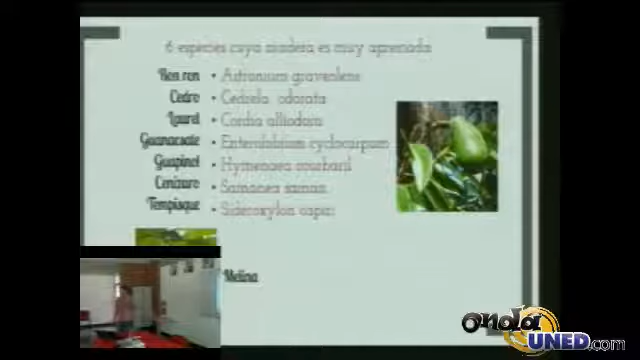 6 especies cuya madera es muy apreciada
Ron ron • Astronium graveolens
Cedro • Cedrela odorata
Laurel • Cordia alliodora
Guanacaste • Enterolobium cyclocarpum
Guapinol • Hymenaea courbaril
Cenizaro • Samanea saman
Tempisque • Sideroxylon capiri
Melina
onda
UNED.com